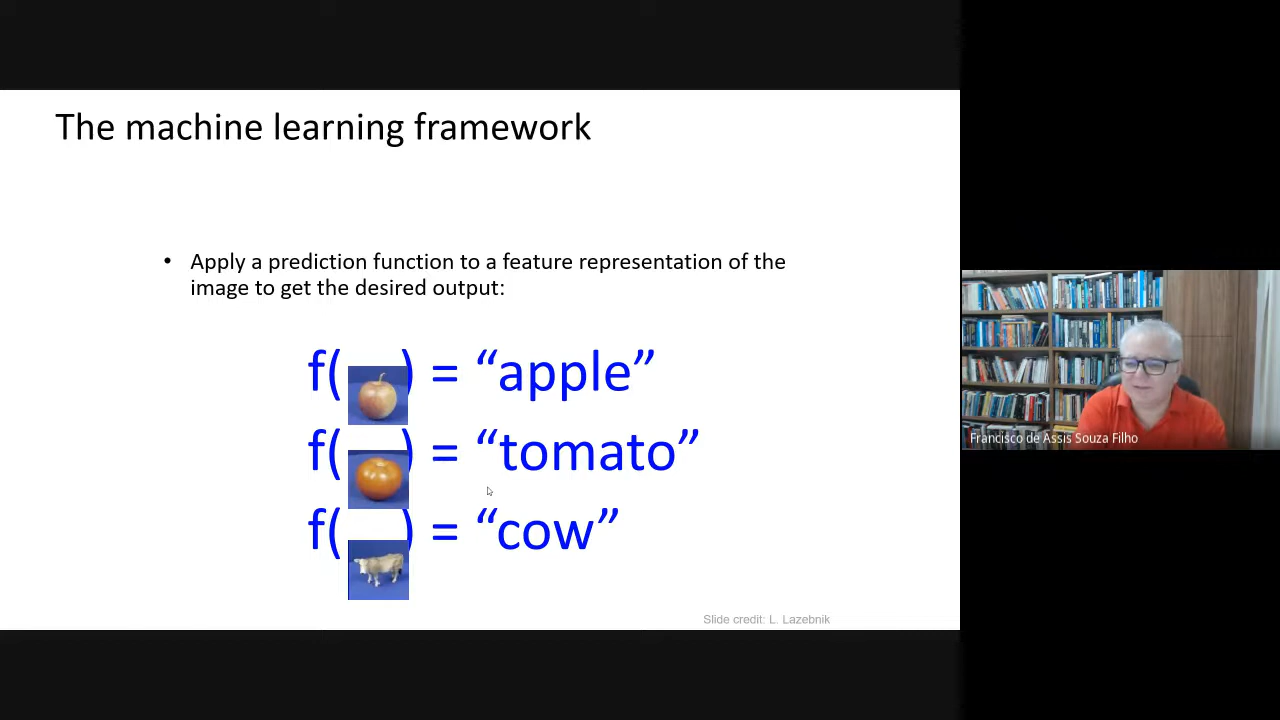 The machine learning framework
• Apply a prediction function to a feature representation of the
image to get the desired output:
f( ) = “apple”
f( ) = “tomato”
f( ) = “cow”
Slide credit: L. Lazebnik
Francisco de Assis Souza Filho